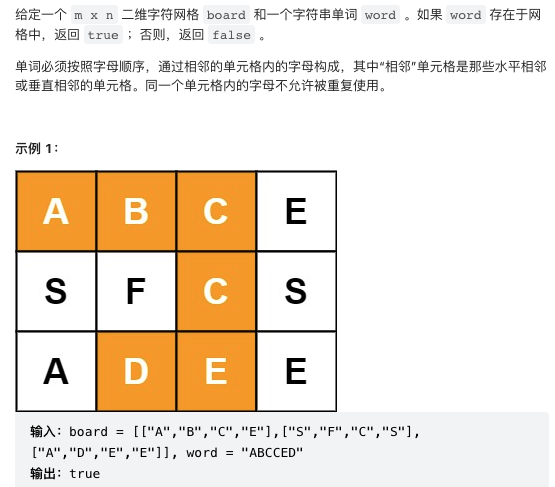 给定一个 m x n 二维字符网格 board 和一个字符串单词 word 。如果 word 存在于网
格中，返回 true ；否则，返回 false 。
单词必须按照字母顺序，通过相邻的单元格内的字母构成，其中“相邻”单元格是那些水平相邻
或垂直相邻的单元格。同一个单元格内的字母不允许被重复使用。
示例 1：
A B C E
S F C S
A D E E
输入：board = [["A","B","C","E"],["S","F","C","S"],
["A","D","E","E"]], word = "ABCCED"
输出：true